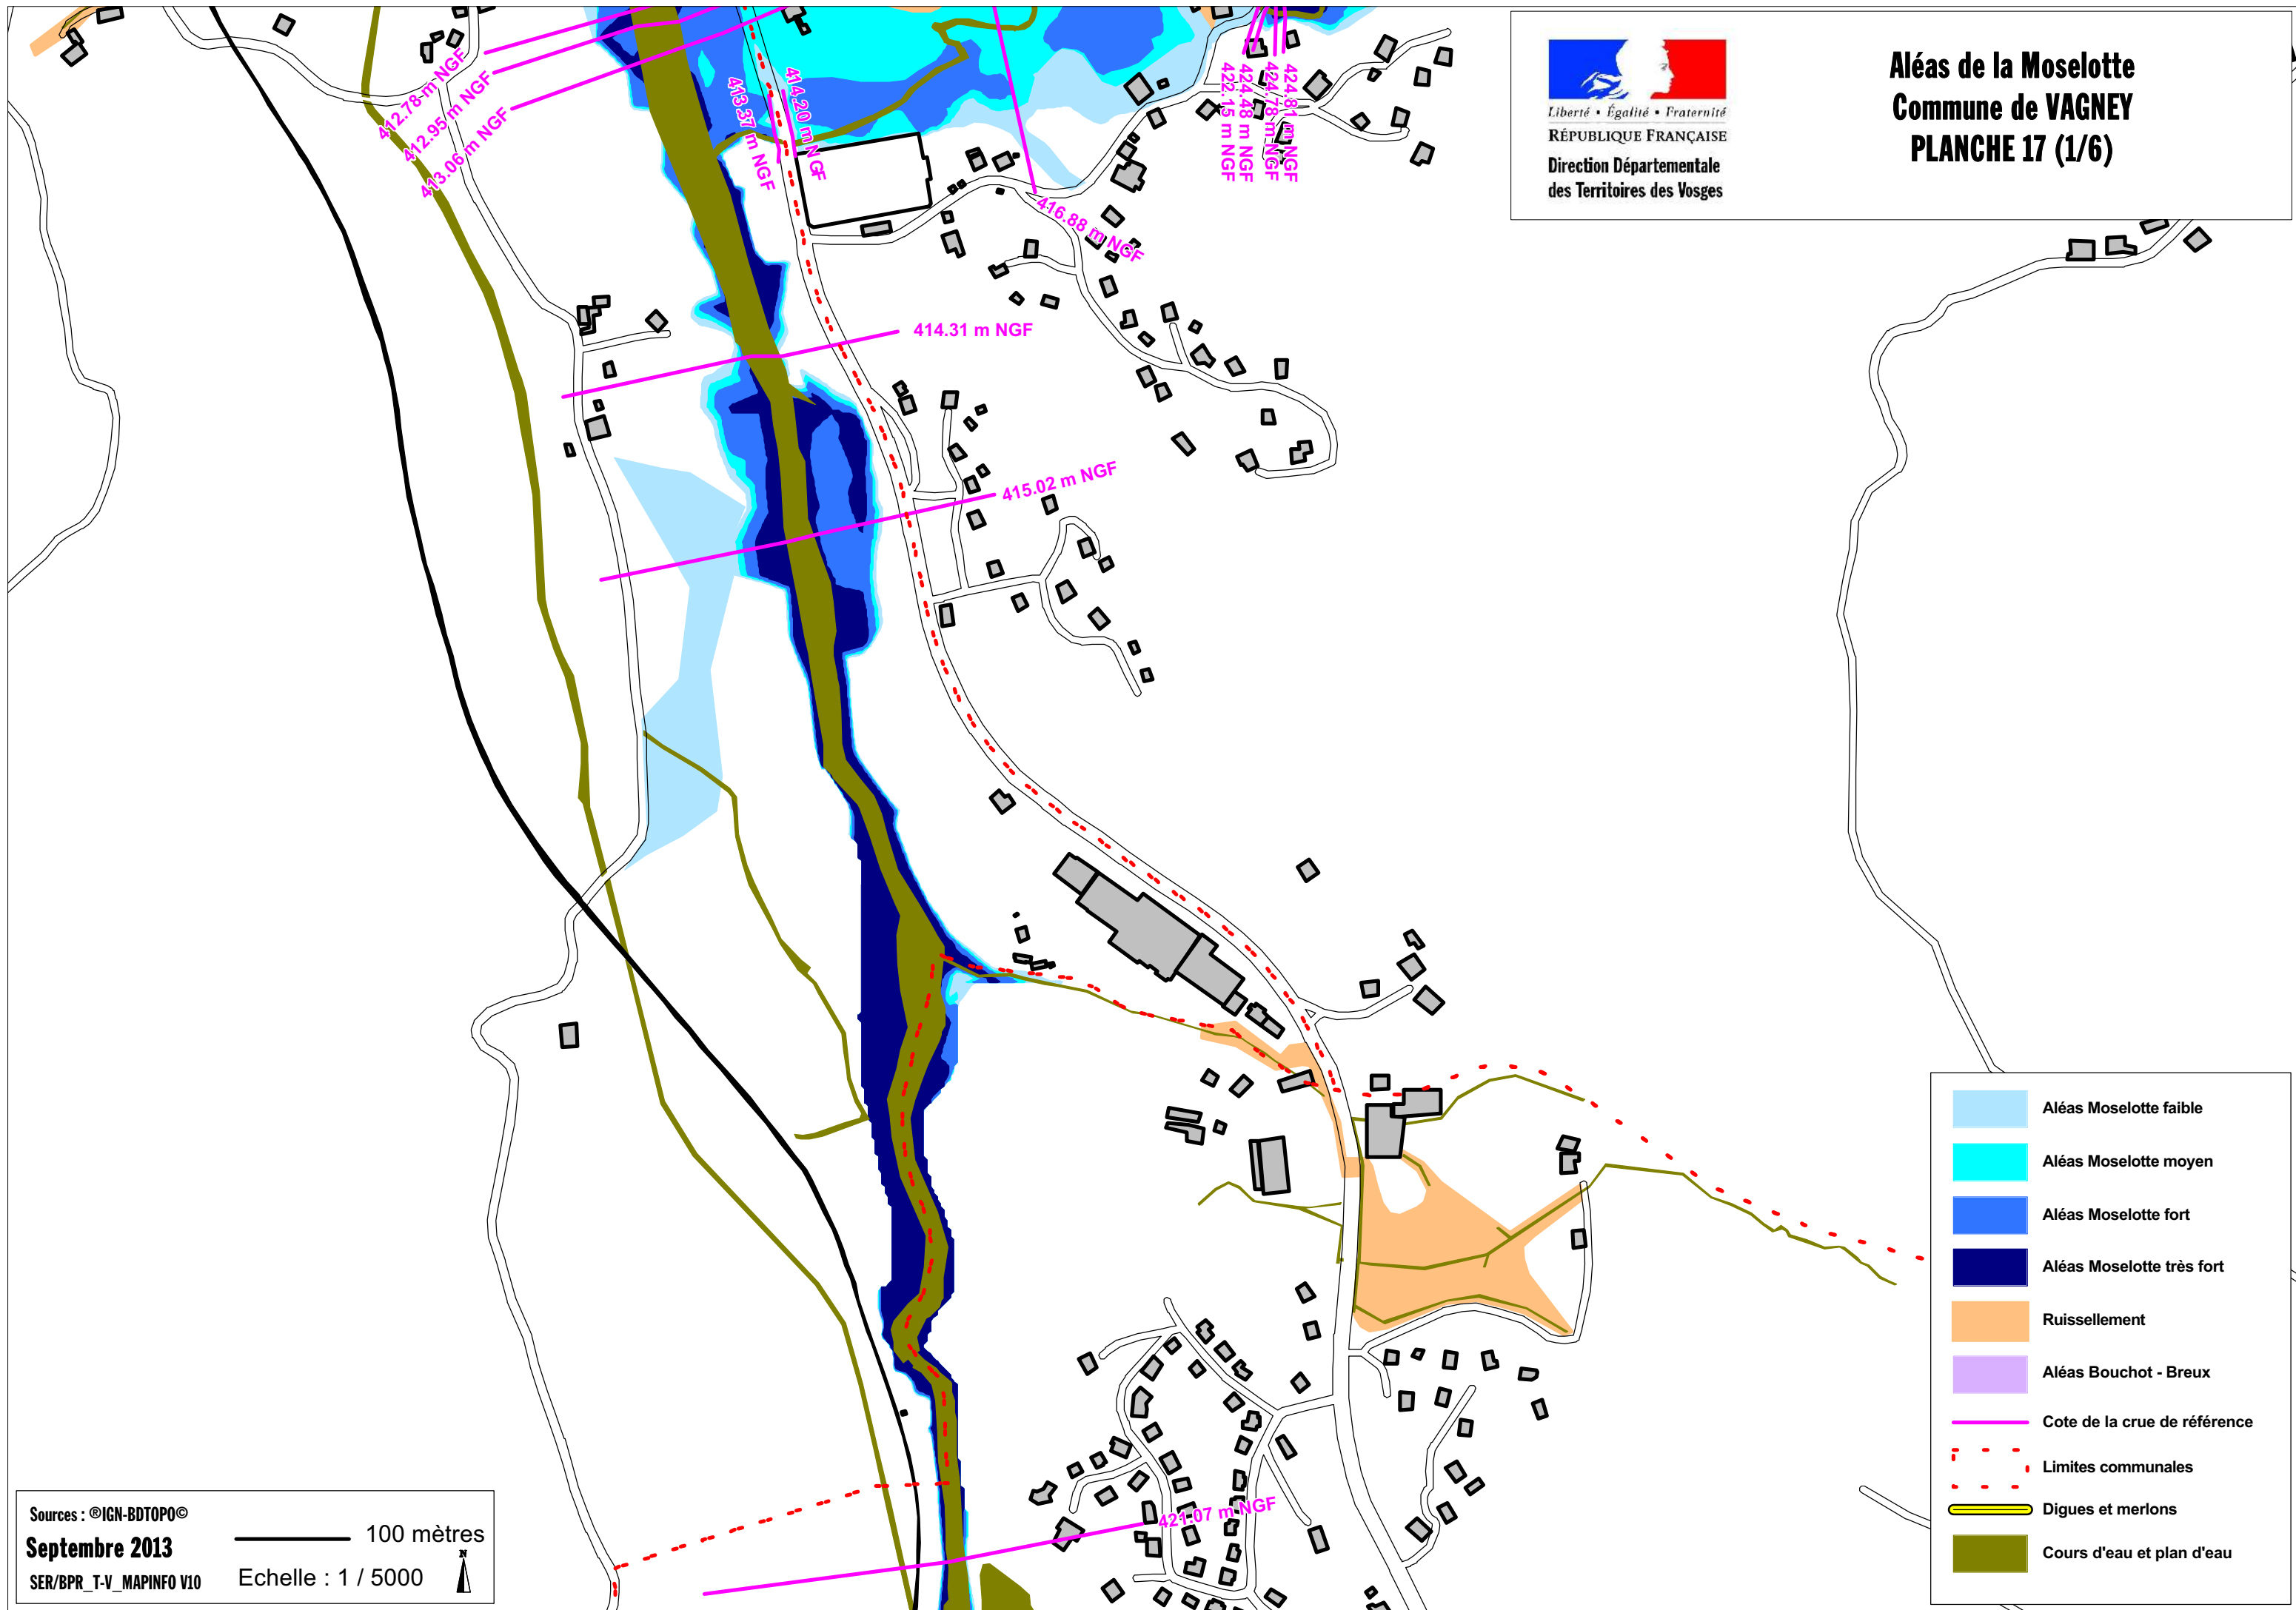 Liberté • Égalité • Fraternité
RÉPUBLIQUE FRANÇAISE
Direction Départementale
des Territoires des Vosges
Aléas de la Moselotte
Commune de VAGNEY
PLANCHE 17 (1/6)
412.78 m NGF
412.95 m NGF
413.06 m NGF
413.37 m NGF
414.20 m NGF
422.15 m NGF
424.48 m NGF
424.78 m NGF
424.81 m NGF
416.88 m NGF
414.31 m NGF
415.02 m NGF
421.07 m NGF
Aléas Moselotte faible
Aléas Moselotte moyen
Aléas Moselotte fort
Aléas Moselotte très fort
Ruissellement
Aléas Bouchot - Breux
Cote de la crue de référence
Limites communales
Digues et merlons
Cours d'eau et plan d'eau
Sources : ®IGN-BDTOPO©
Septembre 2013
SER/BPR_T-V_MAPINFO V10
100 mètres
Echelle : 1 / 5000
N